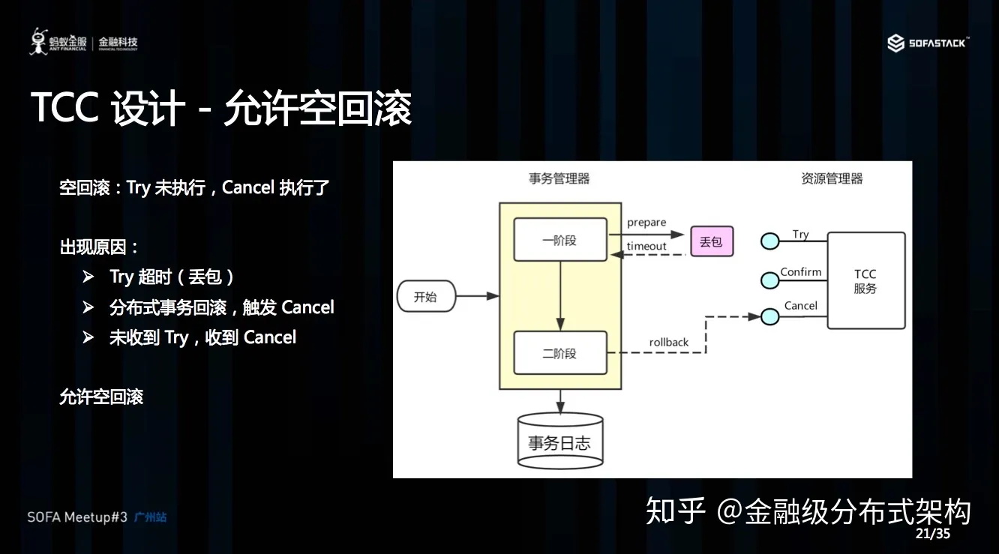 蚂蚁金服 金融科技
ANT FINANCIAL FINANCIAL TECHNOLOGY
SOFASTACK™
TCC 设计 - 允许空回滚
空回滚：Try 未执行，Cancel 执行了
出现原因：
➢ Try 超时（丢包）
➢ 分布式事务回滚，触发 Cancel
➢ 未收到 Try，收到 Cancel
允许空回滚
事务管理器
资源管理器
开始
一阶段
prepare
timeout
丢包
Try
Confirm
Cancel
TCC
服务
二阶段
rollback
事务日志
SOFA Meetup#3 广州站
知乎 @金融级分布式架构
21/35